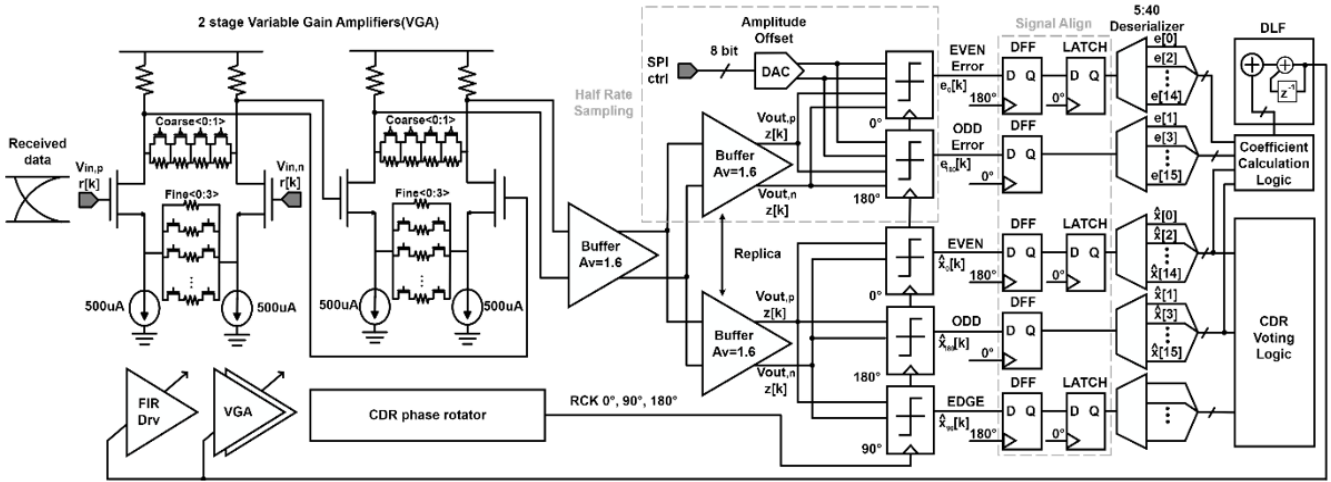 2 stage Variable Gain Amplifiers(VGA)
Received
data
Vin,p
r[k]
Coarse<0:1>
Fine<0:3>
Vin,n
r[k]
500uA
500uA
Coarse<0:1>
Fine<0:3>
500uA
500uA
Buffer
Av=1.6
Half Rate
Sampling
SPI
ctrl
8 bit
Amplitude
Offset
DAC
Buffer
Av=1.6
Vout,p
z[k]
Vout,n
z[k]
Replica
Buffer
Av=1.6
Vout,p
z[k]
Vout,n
z[k]
0°
180°
0°
180°
90°
EVEN
Error
e₀[k]
ODD
Error
e₁₈₀[k]
EVEN
x̂₀[k]
ODD
x̂₁₈₀[k]
EDGE
x̂₉₀[k]
Signal Align
DFF
LATCH
D Q
D Q
180°
0°
DFF
D Q
0°
DFF
LATCH
D Q
D Q
180°
0°
DFF
D Q
0°
DFF
LATCH
D Q
D Q
180°
0°
5:40
Deserializer
e[0]
e[2]
e[14]
e[1]
e[3]
e[15]
x̂[0]
x̂[2]
x̂[14]
x̂[1]
x̂[3]
x̂[15]
DLF
z⁻¹
Coefficient
Calculation
Logic
CDR
Voting
Logic
FIR
Drv
VGA
CDR phase rotator
RCK 0°, 90°, 180°